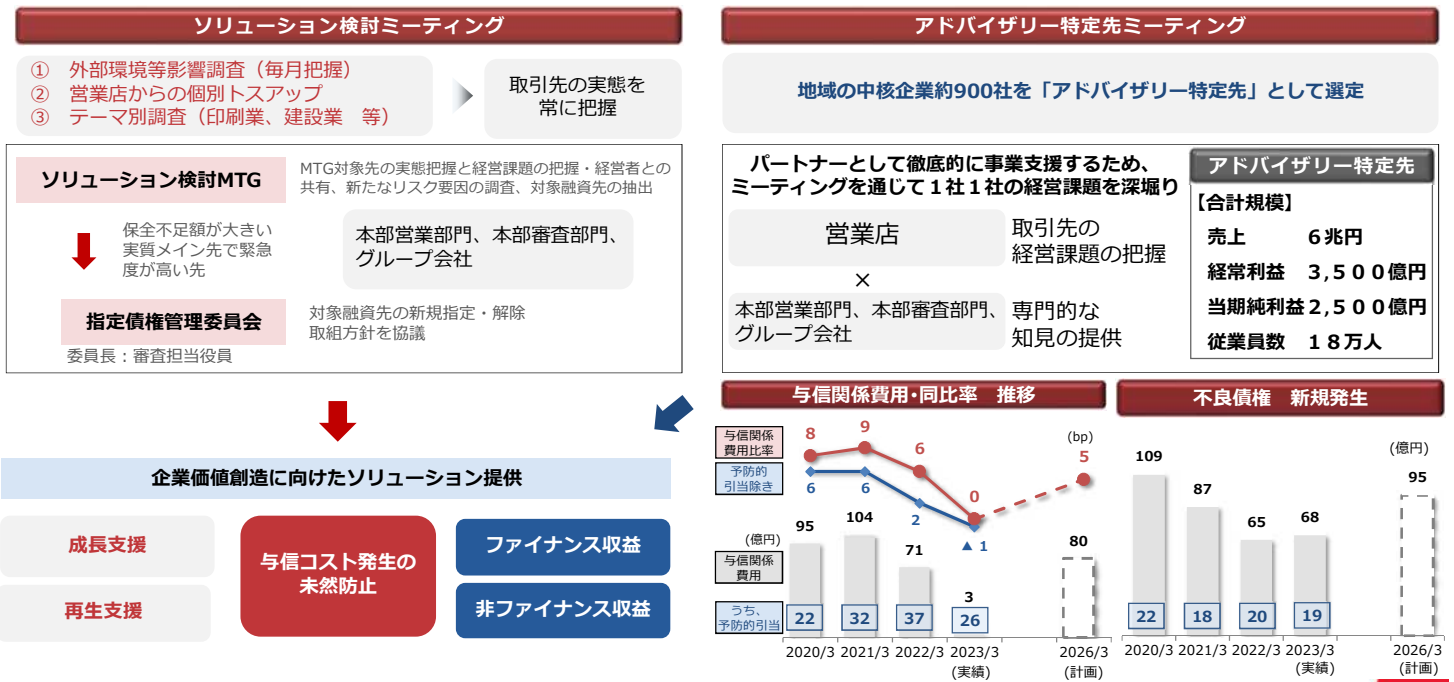 ソリューション検討ミーティング
① 外部環境等影響調査（毎月把握）
② 営業店からの個別トスアップ
③ テーマ別調査（印刷業、建設業　等）
取引先の実態を
常に把握
ソリューション検討MTG
MTG対象先の実態把握と経営課題の把握・経営者との
共有、新たなリスク要因の調査、対象融資先の抽出
保全不足額が大きい
実質メイン先で緊急
度が高い先
本部営業部門、本部審査部門、
グループ会社
指定債権管理委員会
対象融資先の新規指定・解除
取組方針を協議
委員長：審査担当役員
企業価値創造に向けたソリューション提供
成長支援
再生支援
与信コスト発生の
未然防止
ファイナンス収益
非ファイナンス収益
アドバイザリー特定先ミーティング
地域の中核企業約900社を「アドバイザリー特定先」として選定
パートナーとして徹底的に事業支援するため、
ミーティングを通じて１社１社の経営課題を深堀り
営業店
取引先の
経営課題の把握
×
本部営業部門、本部審査部門、
グループ会社
専門的な
知見の提供
アドバイザリー特定先
【合計規模】
売上　６兆円
経常利益　3,５００億円
当期純利益 2,５００億円
従業員数　１８万人
与信関係費用・同比率　推移
与信関係
費用比率
予防的
引当除き
8 9 6 0 5
(bp)
6 6 2 ▲ 1
(億円)
与信関係
費用
95 104 71 3 80
うち、
予防的引当
22 32 37 26
2020/3 2021/3 2022/3 2023/3 2026/3
(実績) (計画)
不良債権　新規発生
(億円)
109 87 65 68 95
22 18 20 19
2020/3 2021/3 2022/3 2023/3 2026/3
(実績) (計画)